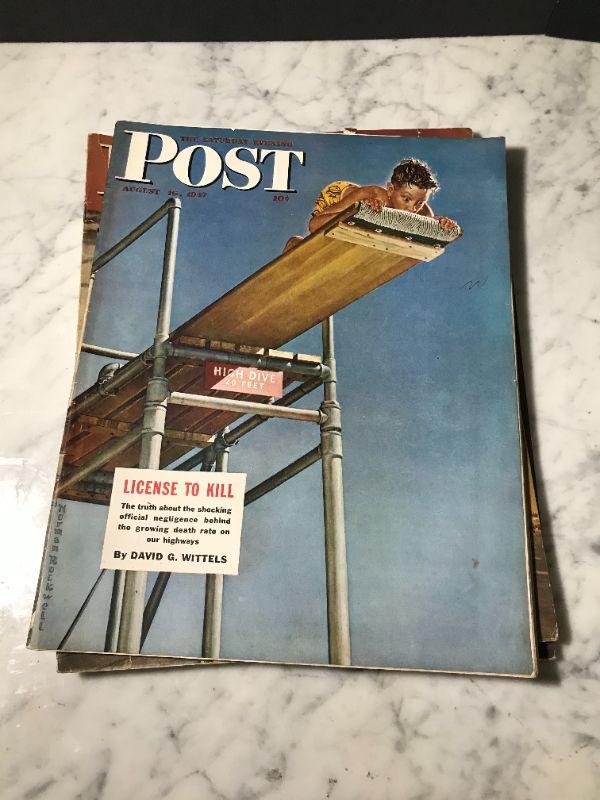 THE SATURDAY EVENING
POST
AUGUST 16, 1947
10¢
HIGH DIVE
20 FEET
LICENSE TO KILL
The truth about the shocking
official negligence behind
the growing death rate on
our highways
By DAVID G. WITTELS
Norman Rockwell